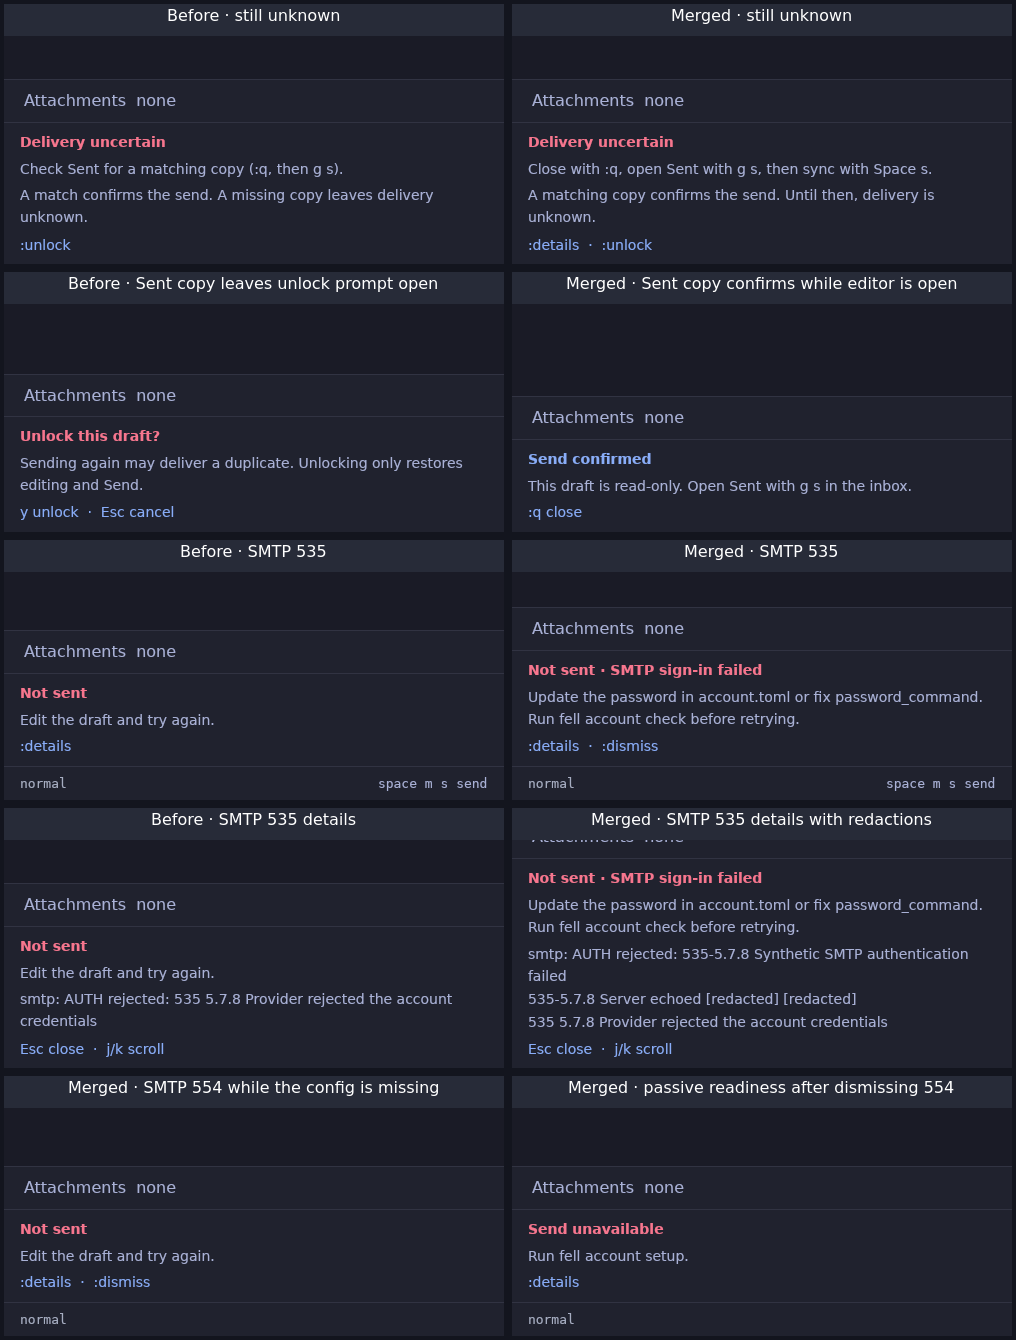 Before · still unknown
Attachments none
Delivery uncertain
Check Sent for a matching copy (:q, then g s).
A match confirms the send. A missing copy leaves delivery
unknown.
:unlock
Merged · still unknown
Attachments none
Delivery uncertain
Close with :q, open Sent with g s, then sync with Space s.
A matching copy confirms the send. Until then, delivery is
unknown.
:details · :unlock
Before · Sent copy leaves unlock prompt open
Attachments none
Unlock this draft?
Sending again may deliver a duplicate. Unlocking only restores
editing and Send.
y unlock · Esc cancel
Merged · Sent copy confirms while editor is open
Attachments none
Send confirmed
This draft is read-only. Open Sent with g s in the inbox.
:q close
Before · SMTP 535
Attachments none
Not sent
Edit the draft and try again.
:details
normal space m s send
Merged · SMTP 535
Attachments none
Not sent · SMTP sign-in failed
Update the password in account.toml or fix password_command.
Run fell account check before retrying.
:details · :dismiss
normal space m s send
Before · SMTP 535 details
Attachments none
Not sent
Edit the draft and try again.
smtp: AUTH rejected: 535 5.7.8 Provider rejected the account
credentials
Esc close · j/k scroll
Merged · SMTP 535 details with redactions
Attachments none
Not sent · SMTP sign-in failed
Update the password in account.toml or fix password_command.
Run fell account check before retrying.
smtp: AUTH rejected: 535-5.7.8 Synthetic SMTP authentication
failed
535-5.7.8 Server echoed [redacted] [redacted]
535 5.7.8 Provider rejected the account credentials
Esc close · j/k scroll
Merged · SMTP 554 while the config is missing
Attachments none
Not sent
Edit the draft and try again.
:details · :dismiss
normal
Merged · passive readiness after dismissing 554
Attachments none
Send unavailable
Run fell account setup.
:details
normal